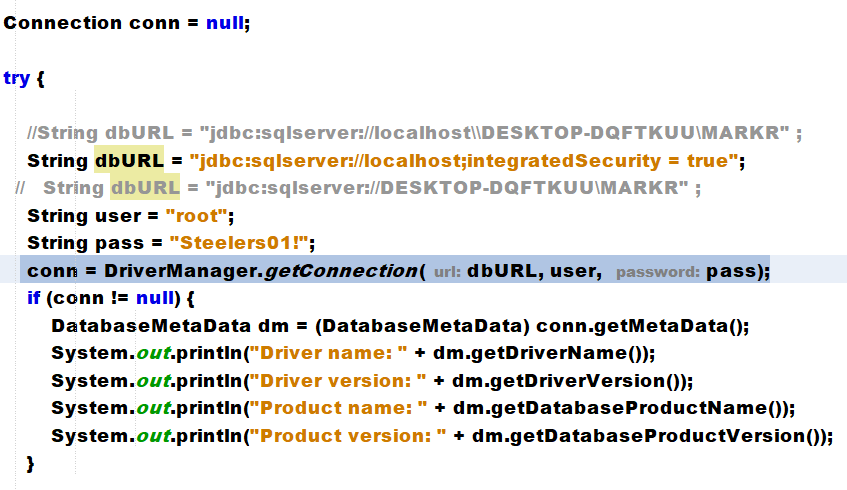 Connection conn = null;
try {
//String dbURL = "jdbc:sqlserver://localhost\\DESKTOP-DQFTKUU\MARKR" ;
String dbURL = "jdbc:sqlserver://localhost;integratedSecurity = true";
// String dbURL = "jdbc:sqlserver://DESKTOP-DQFTKUU\MARKR" ;
String user = "root";
String pass = "Steelers01!";
conn = DriverManager.getConnection( url: dbURL, user, password: pass);
if (conn != null) {
DatabaseMetaData dm = (DatabaseMetaData) conn.getMetaData();
System.out.println("Driver name: " + dm.getDriverName());
System.out.println("Driver version: " + dm.getDriverVersion());
System.out.println("Product name: " + dm.getDatabaseProductName());
System.out.println("Product version: " + dm.getDatabaseProductVersion());
}